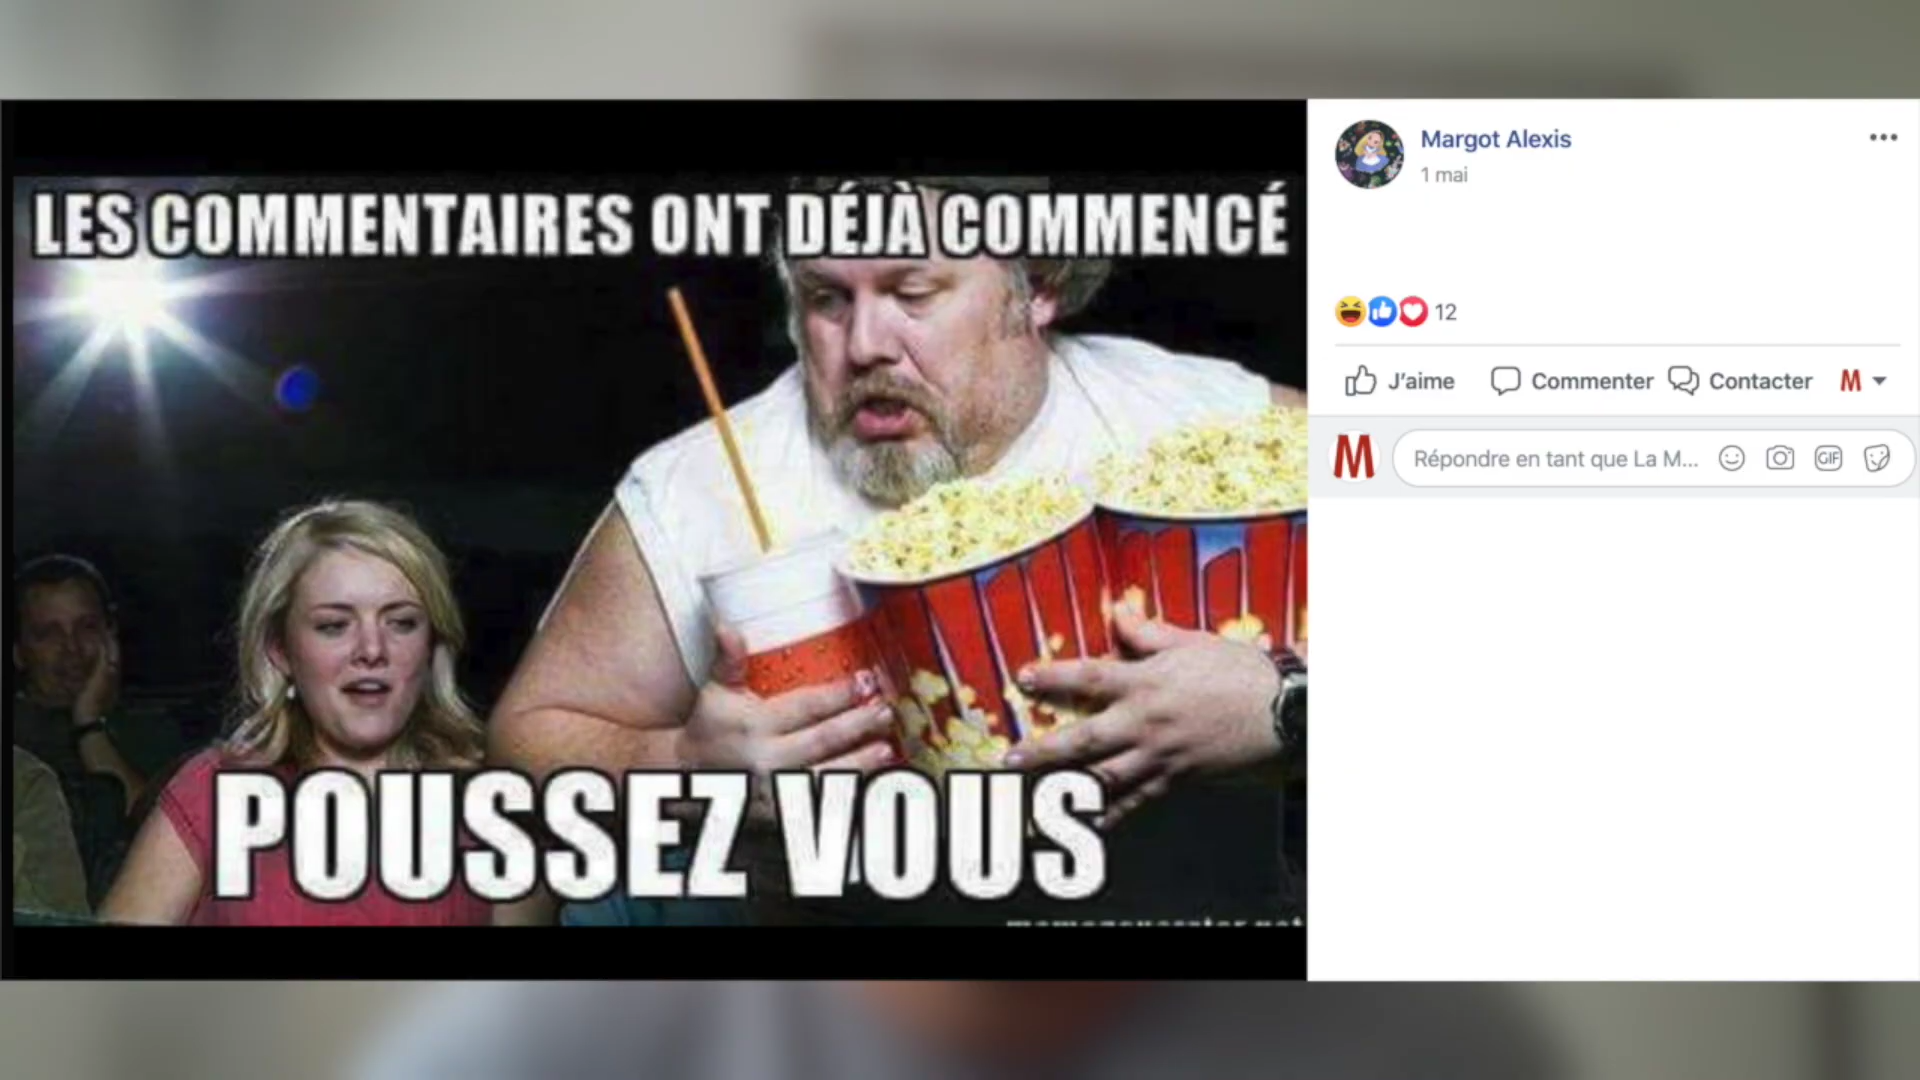 LES COMMENTAIRES ONT DÉJÀ COMMENCÉ
POUSSEZ VOUS
Margot Alexis
1 mai
12
J'aime
Commenter
Contacter
M
M
Répondre en tant que La M...
GIF